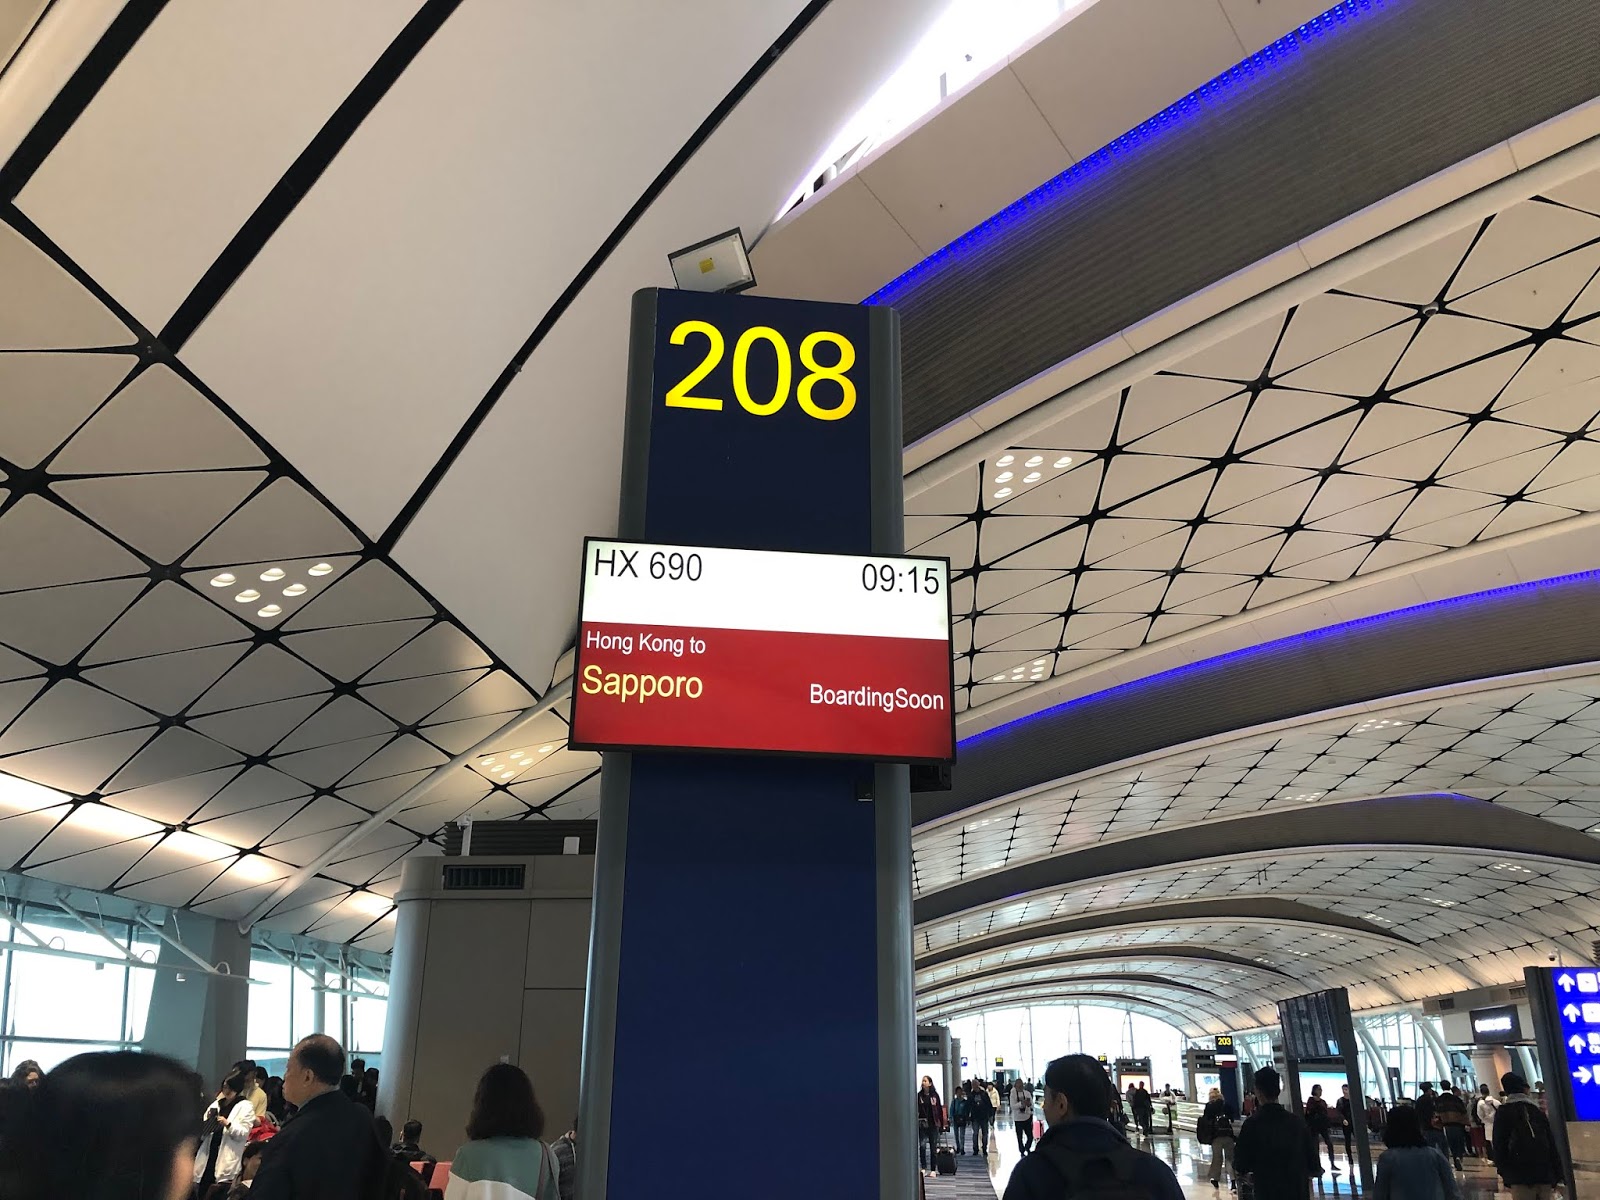 208
HX 690 09:15
Hong Kong to
Sapporo BoardingSoon
203